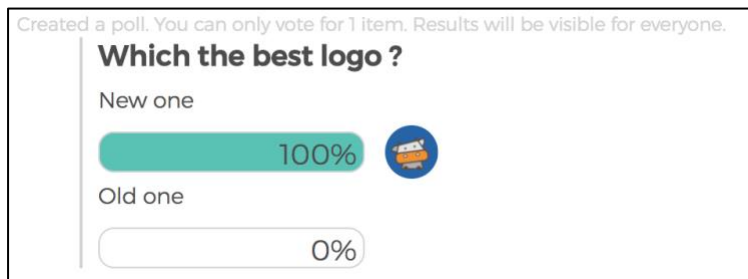 Created a poll. You can only vote for 1 item. Results will be visible for everyone.
Which the best logo ?
New one
100%
Old one
0%